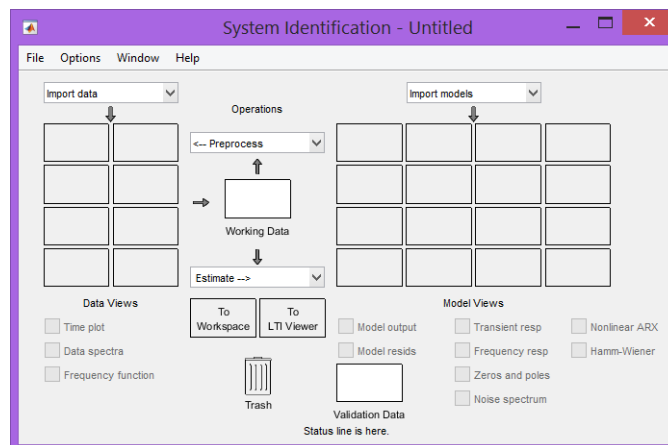 System Identification - Untitled
File Options Window Help
Import data
Operations
Import models
<-- Preprocess
Working Data
Estimate -->
Data Views
Time plot
Data spectra
Frequency function
To
Workspace
To
LTI Viewer
Trash
Model Views
Model output
Model resids
Transient resp
Frequency resp
Zeros and poles
Noise spectrum
Nonlinear ARX
Hamm-Wiener
Validation Data
Status line is here.